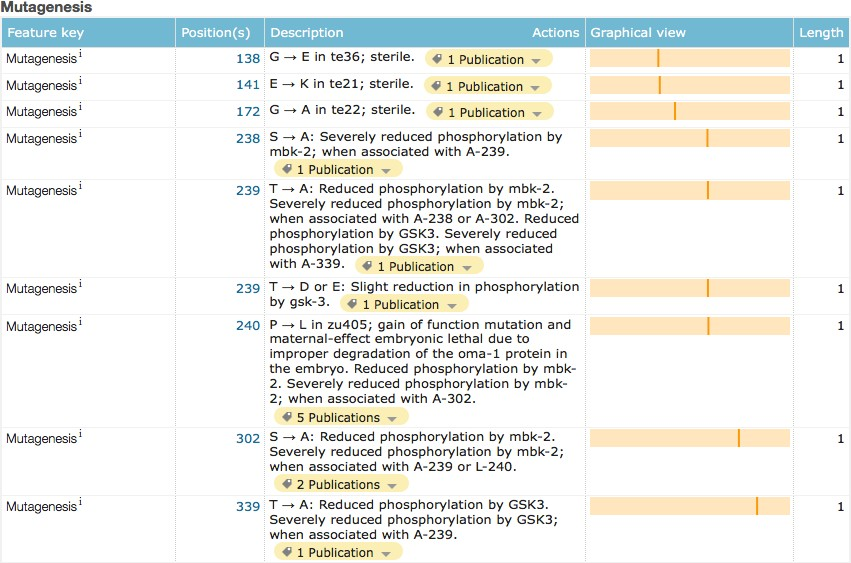 Mutagenesis
Feature key Position(s) Description Actions Graphical view Length
Mutagenesis i 138 G → E in te36; sterile. 1 Publication 1
Mutagenesis i 141 E → K in te21; sterile. 1 Publication 1
Mutagenesis i 172 G → A in te22; sterile. 1 Publication 1
Mutagenesis i 238 S → A: Severely reduced phosphorylation by 1
mbk-2; when associated with A-239.
1 Publication
Mutagenesis i 239 T → A: Reduced phosphorylation by mbk-2. 1
Severely reduced phosphorylation by mbk-2;
when associated with A-238 or A-302. Reduced
phosphorylation by GSK3. Severely reduced
phosphorylation by GSK3; when associated
with A-339. 1 Publication
Mutagenesis i 239 T → D or E: Slight reduction in phosphorylation 1
by gsk-3. 1 Publication
Mutagenesis i 240 P → L in zu405; gain of function mutation and 1
maternal-effect embryonic lethal due to
improper degradation of the oma-1 protein in
the embryo. Reduced phosphorylation by mbk-
2. Severely reduced phosphorylation by mbk-
2; when associated with A-302.
5 Publications
Mutagenesis i 302 S → A: Reduced phosphorylation by mbk-2. 1
Severely reduced phosphorylation by mbk-2;
when associated with A-239 or L-240.
2 Publications
Mutagenesis i 339 T → A: Reduced phosphorylation by GSK3. 1
Severely reduced phosphorylation by GSK3;
when associated with A-239.
1 Publication